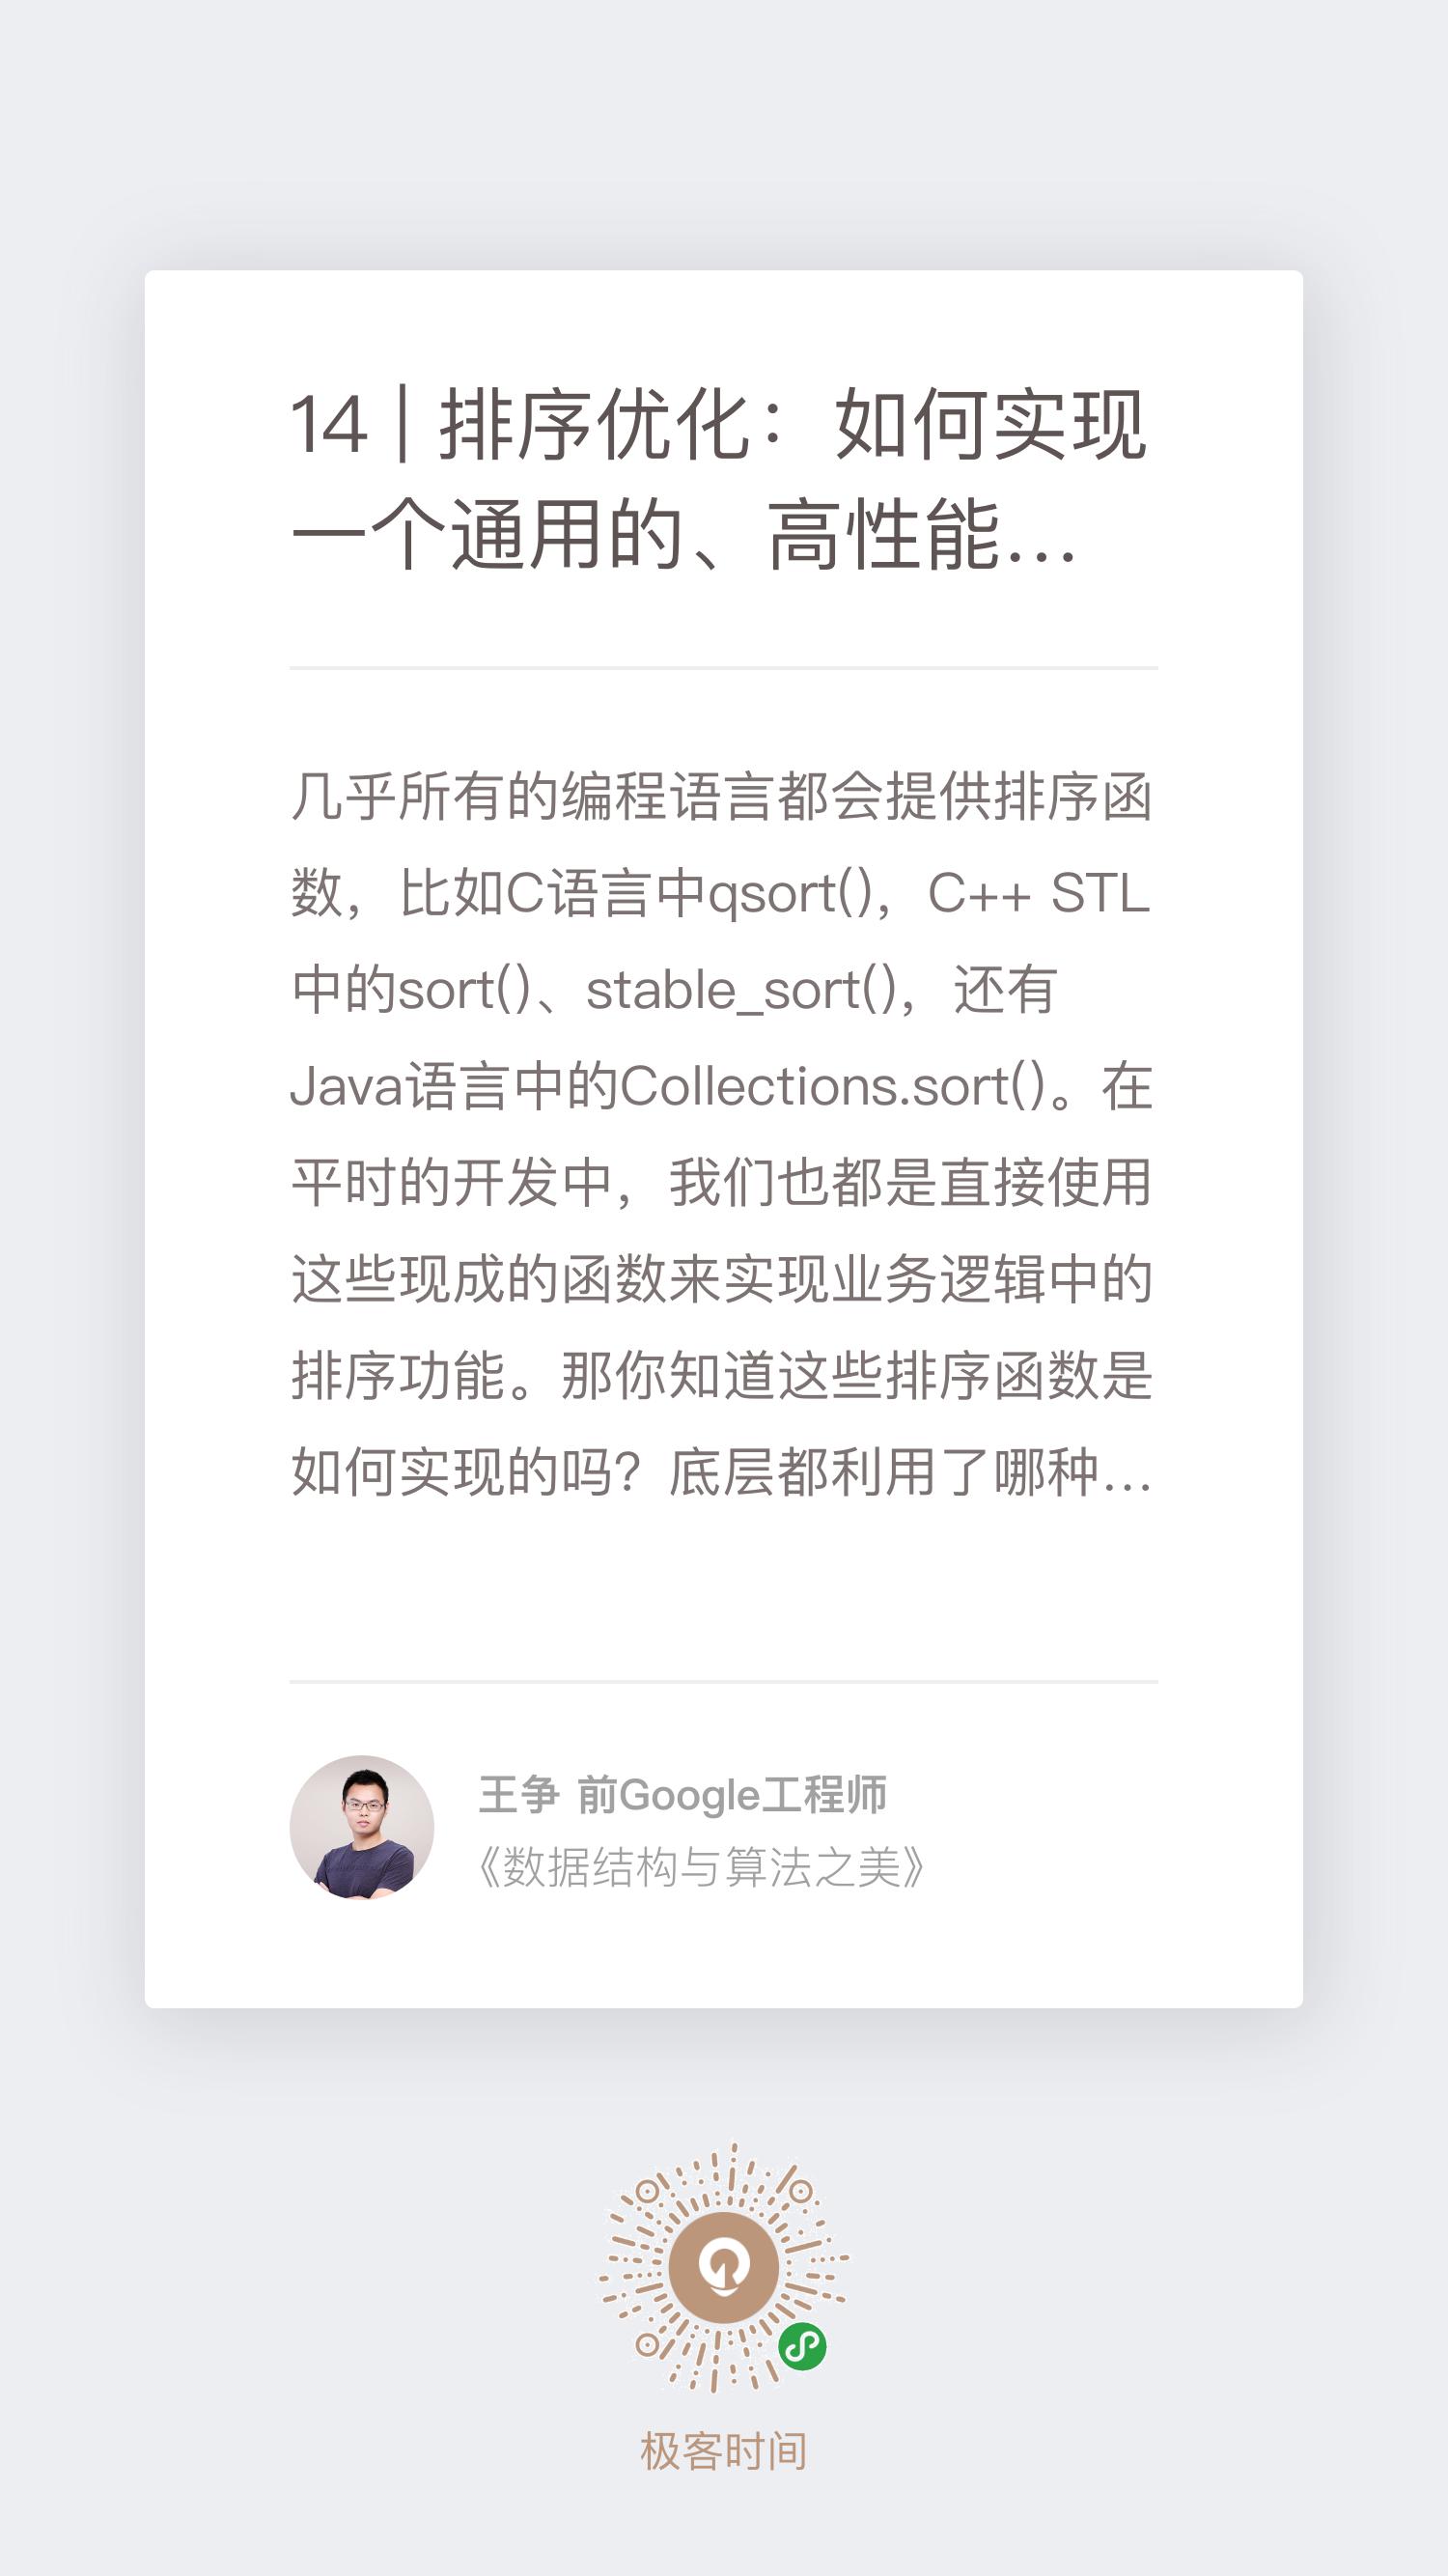 14 | 排序优化：如何实现
一个通用的、高性能...
几乎所有的编程语言都会提供排序函
数，比如C语言中qsort()，C++ STL
中的sort()、stable_sort()，还有
Java语言中的Collections.sort()。在
平时的开发中，我们也都是直接使用
这些现成的函数来实现业务逻辑中的
排序功能。那你知道这些排序函数是
如何实现的吗？底层都利用了哪种...
王争 前Google工程师
《数据结构与算法之美》
极客时间